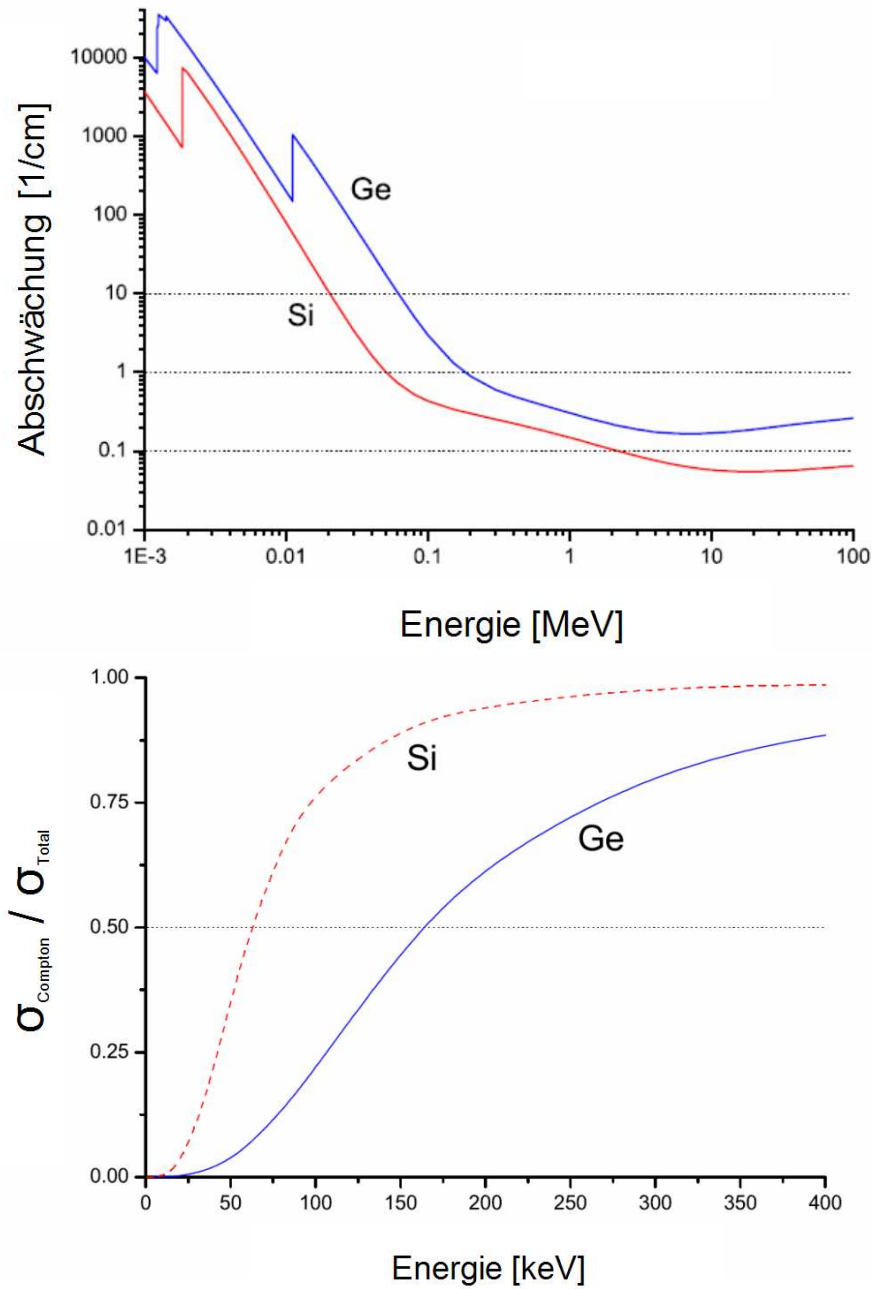 Abschwächung [1/cm]
10000
1000
100
10
1
0.1
0.01
Ge
Si
1E-3 0.01 0.1 1 10 100
Energie [MeV]
σCompton / σTotal
1.00
0.75
0.50
0.25
0.00
Si
Ge
0 50 100 150 200 250 300 350 400
Energie [keV]